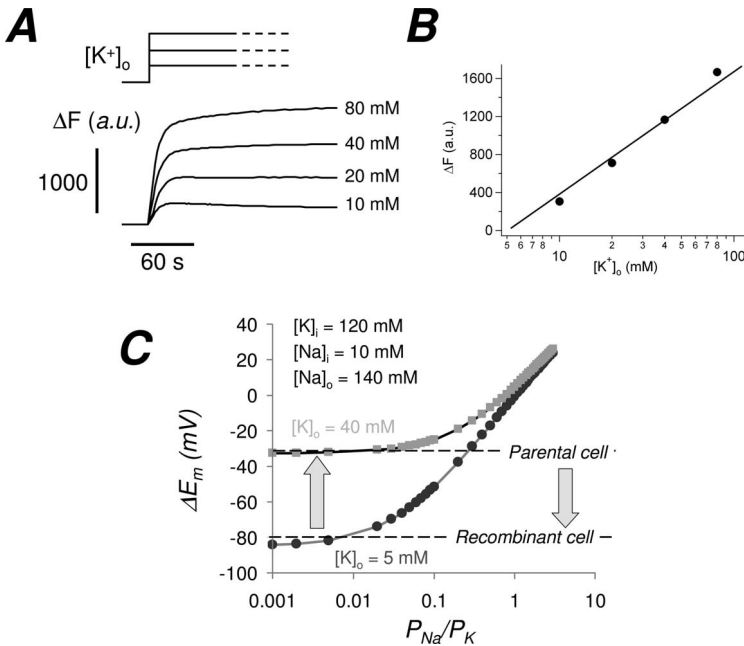 A
[K+]o
ΔF (a.u.)
1000
80 mM
40 mM
20 mM
10 mM
60 s
B
ΔF (a.u.)
1600
1200
800
400
0
5 6 7 8 9 2 3 4 5 6 7 8 9
10 100
[K+]o (mM)
C
ΔEm (mV)
40
20
0
-20
-40
-60
-80
-100
[K]i = 120 mM
[Na]i = 10 mM
[Na]o = 140 mM
[K]o = 40 mM
Parental cell
Recombinant cell
[K]o = 5 mM
0.001 0.01 0.1 1 10
PNa/PK